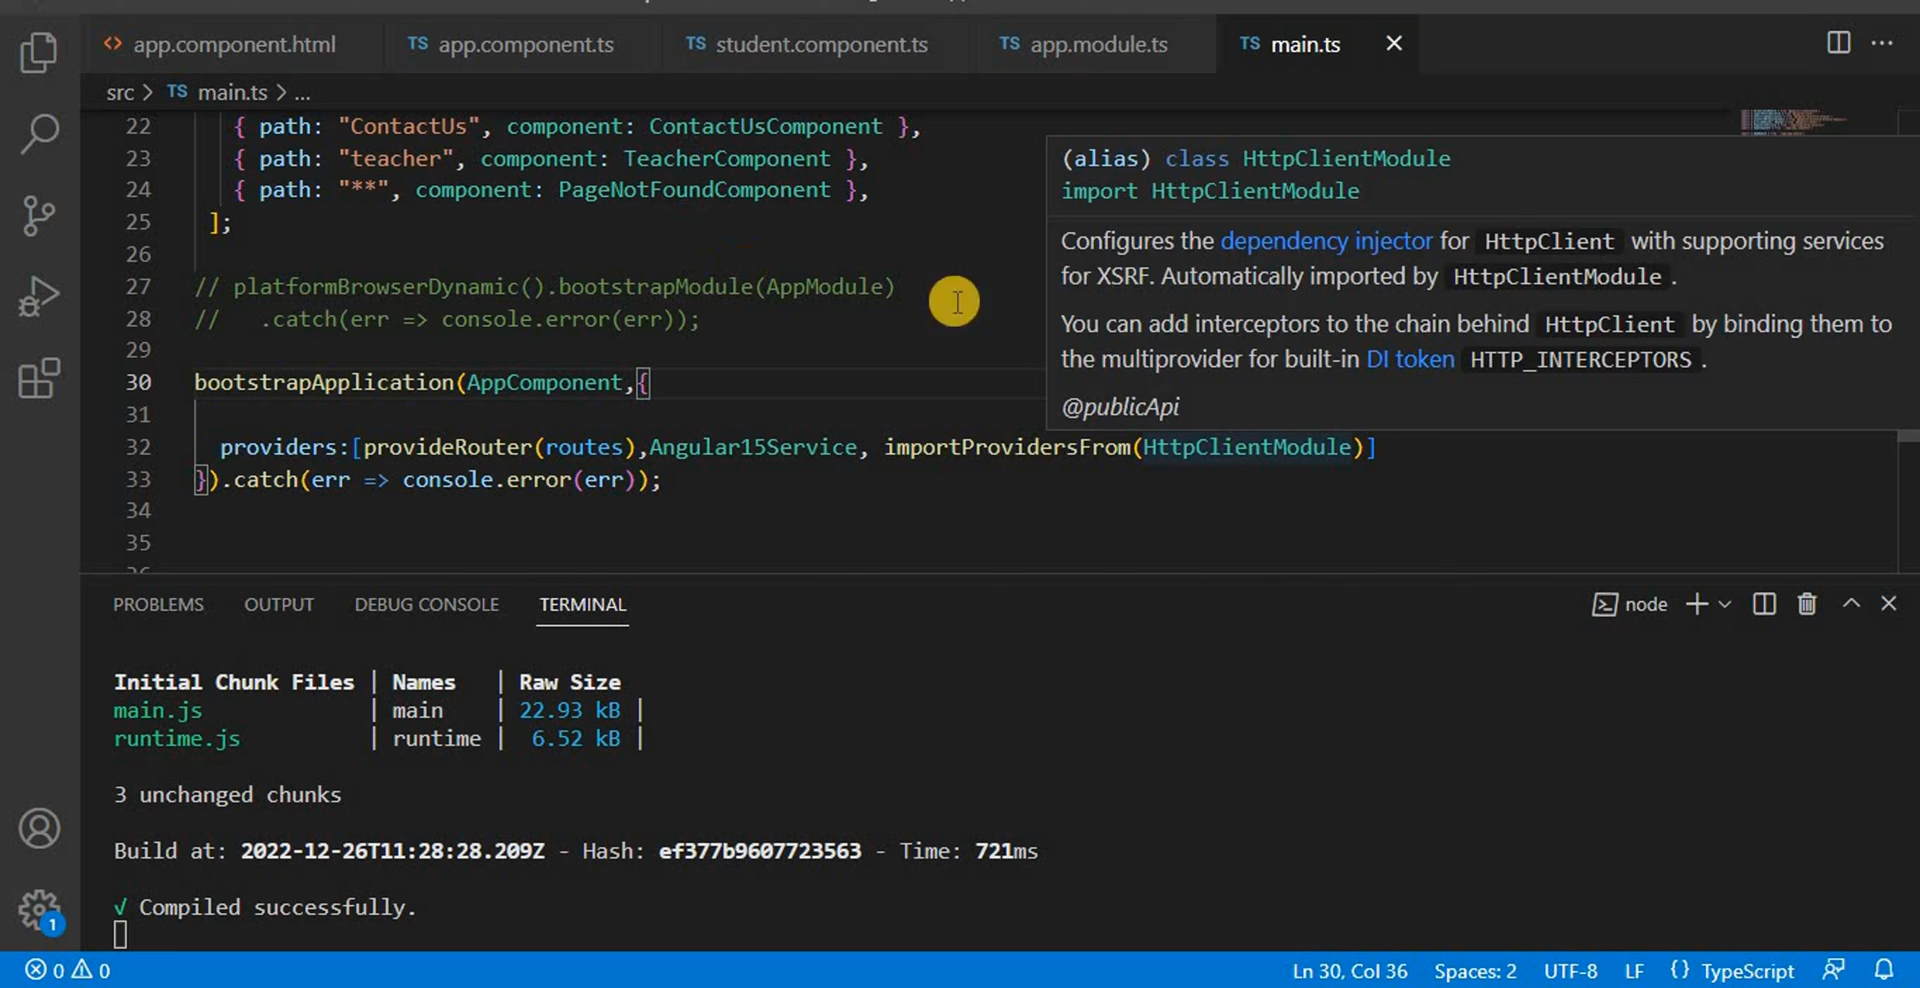 <> app.component.html
TS app.component.ts
TS student.component.ts
TS app.module.ts
TS main.ts
src > TS main.ts > ...
22 { path: "ContactUs", component: ContactUsComponent },
23 { path: "teacher", component: TeacherComponent },
24 { path: "**", component: PageNotFoundComponent },
25 ];
26
27 // platformBrowserDynamic().bootstrapModule(AppModule)
28 //   .catch(err => console.error(err));
29
30 bootstrapApplication(AppComponent,{
31
32 providers:[provideRouter(routes),Angular15Service, importProvidersFrom(HttpClientModule)]
33 }).catch(err => console.error(err));
34
35
(alias) class HttpClientModule
import HttpClientModule
Configures the dependency injector for HttpClient with supporting services
for XSRF. Automatically imported by HttpClientModule.
You can add interceptors to the chain behind HttpClient by binding them to
the multiprovider for built-in DI token HTTP_INTERCEPTORS.
@publicApi
PROBLEMS OUTPUT DEBUG CONSOLE TERMINAL
node
Initial Chunk Files | Names | Raw Size
main.js | main | 22.93 kB |
runtime.js | runtime | 6.52 kB |
3 unchanged chunks
Build at: 2022-12-26T11:28:28.209Z - Hash: ef377b9607723563 - Time: 721ms
√ Compiled successfully.
1
0 0 Ln 30, Col 36 Spaces: 2 UTF-8 LF {} TypeScript